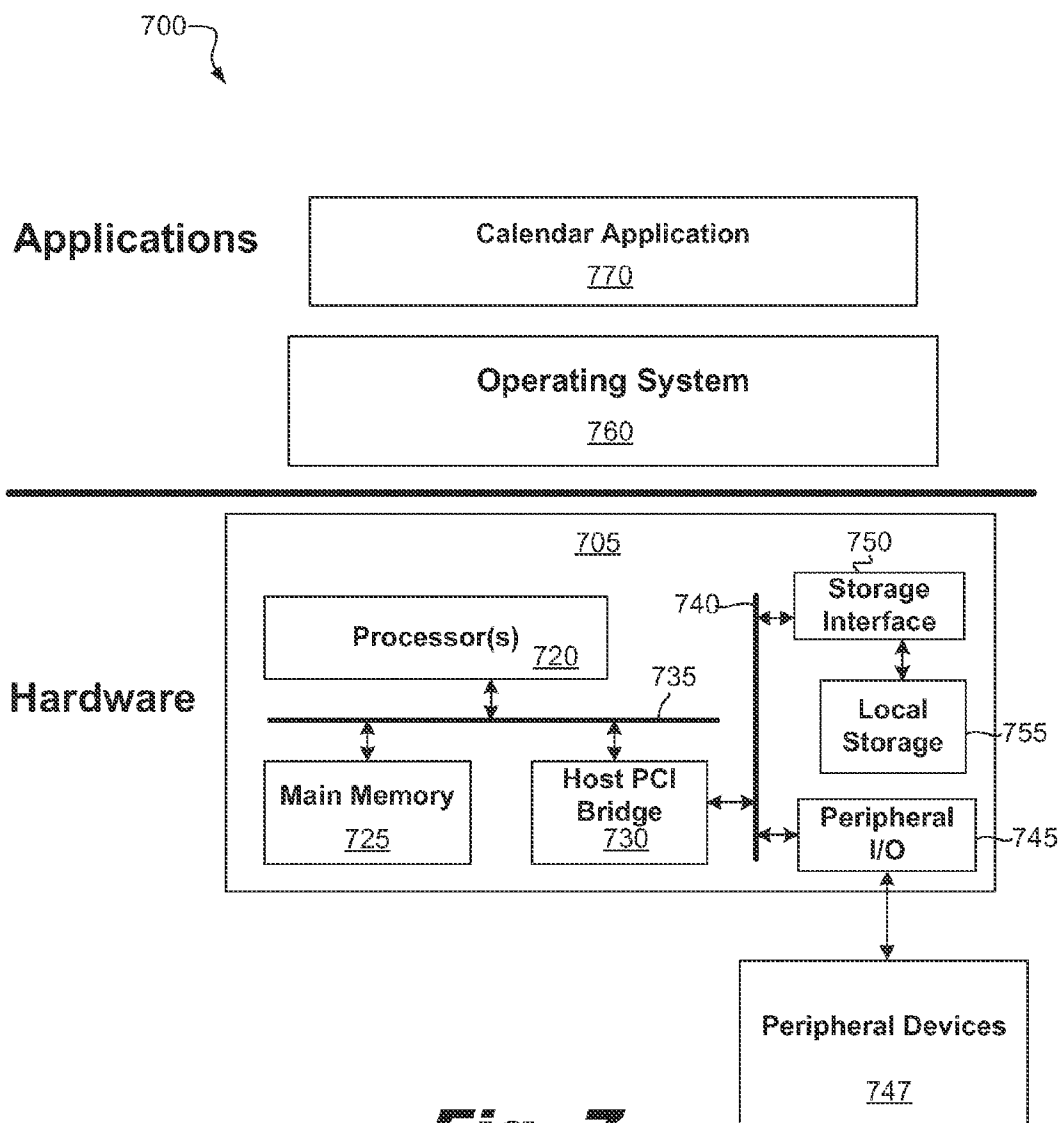 700
Applications
Calendar Application
770
Operating System
760
705
750
Storage
Interface
740
Processor(s)
720
735
Hardware
Local
Storage
755
Main Memory
725
Host PCI
Bridge
730
Peripheral
I/O
745
Peripheral Devices
747